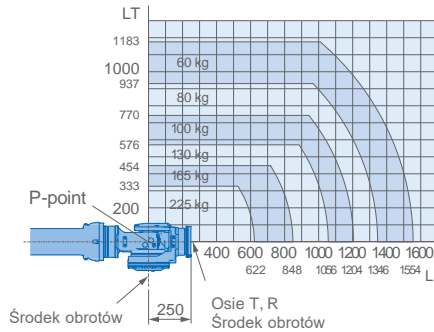 LT
1183
60 kg
1000
937
80 kg
770
100 kg
576
130 kg
454
165 kg
333
P-point
200
225 kg
400 600 800 1000 1200 1400 1600
L
622 848 1056 1204 1346 1554
250
Osie T, R
Środek obrotów
Środek obrotów